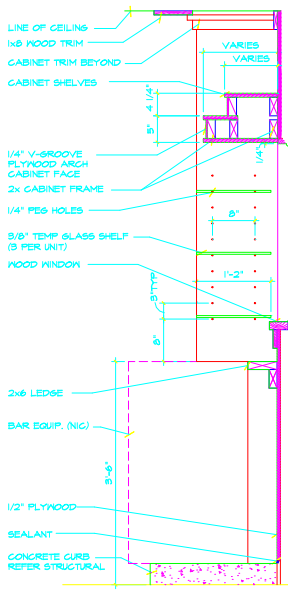 LINE OF CEILING
1x8 WOOD TRIM
CABINET TRIM BEYOND
VARIES
VARIES
CABINET SHELVES
4 1/4"
5"
1/4"
1/4" V-GROOVE
PLYWOOD ARCH
CABINET FACE
2x CABINET FRAME
1/4" PEG HOLES
8"
3/8" TEMP GLASS SHELF
(3 PER UNIT)
WOOD WINDOW
1'-2"
3"TYP.
8"
2x6 LEDGE
BAR EQUIP. (NIC)
3'-6"
1/2" PLYWOOD
SEALANT
CONCRETE CURB
REFER STRUCTURAL